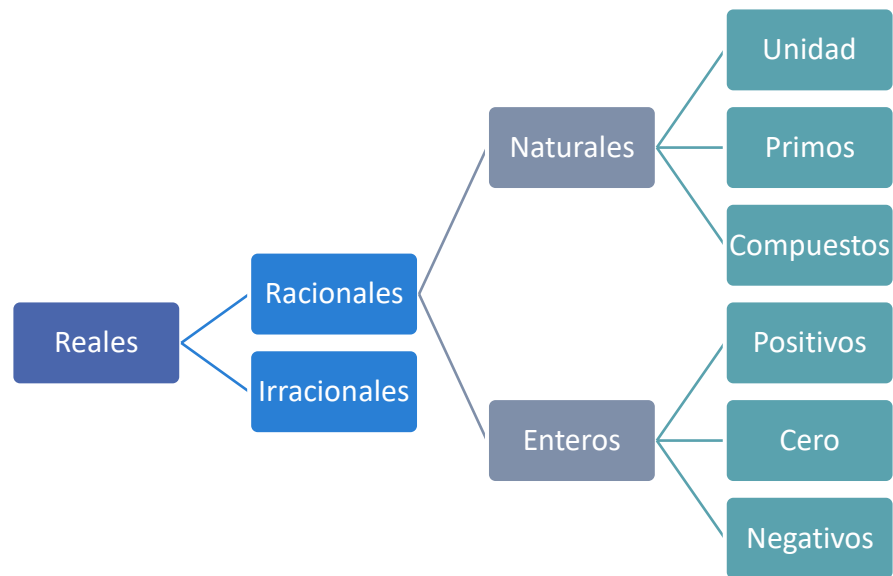 Reales
Racionales
Irracionales
Naturales
Enteros
Unidad
Primos
Compuestos
Positivos
Cero
Negativos